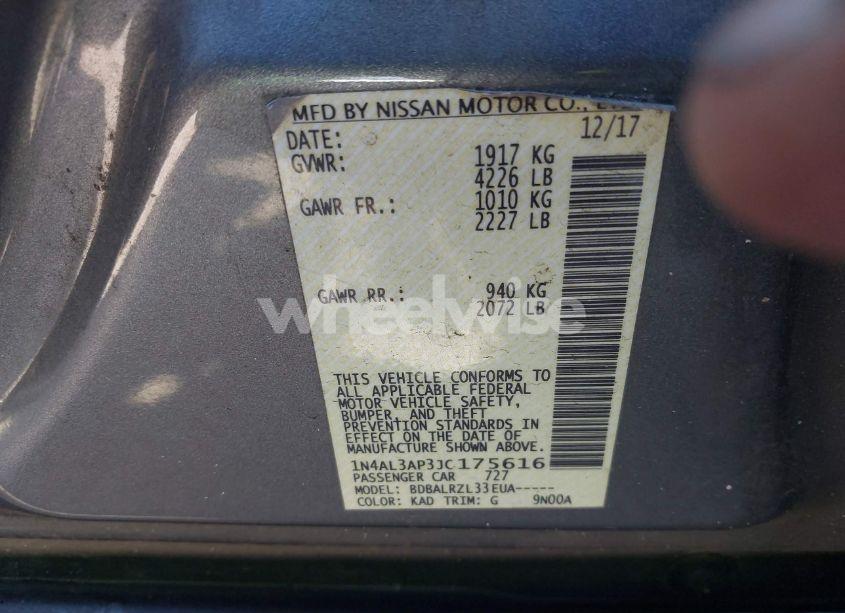 MFD BY NISSAN MOTOR CO.,
DATE: 12/17
GVWR: 1917 KG
4226 LB
GAWR FR.: 1010 KG
2227 LB
GAWR RR.: 940 KG
2072 LB
wheelwise
THIS VEHICLE CONFORMS TO
ALL APPLICABLE FEDERAL
MOTOR VEHICLE SAFETY,
BUMPER, AND THEFT
PREVENTION STANDARDS IN
EFFECT ON THE DATE OF
MANUFACTURE SHOWN ABOVE.
1N4AL3AP3JC175616
PASSENGER CAR 727
MODEL: BDBALRZL33EUA-----
COLOR: KAD TRIM: G 9N00A